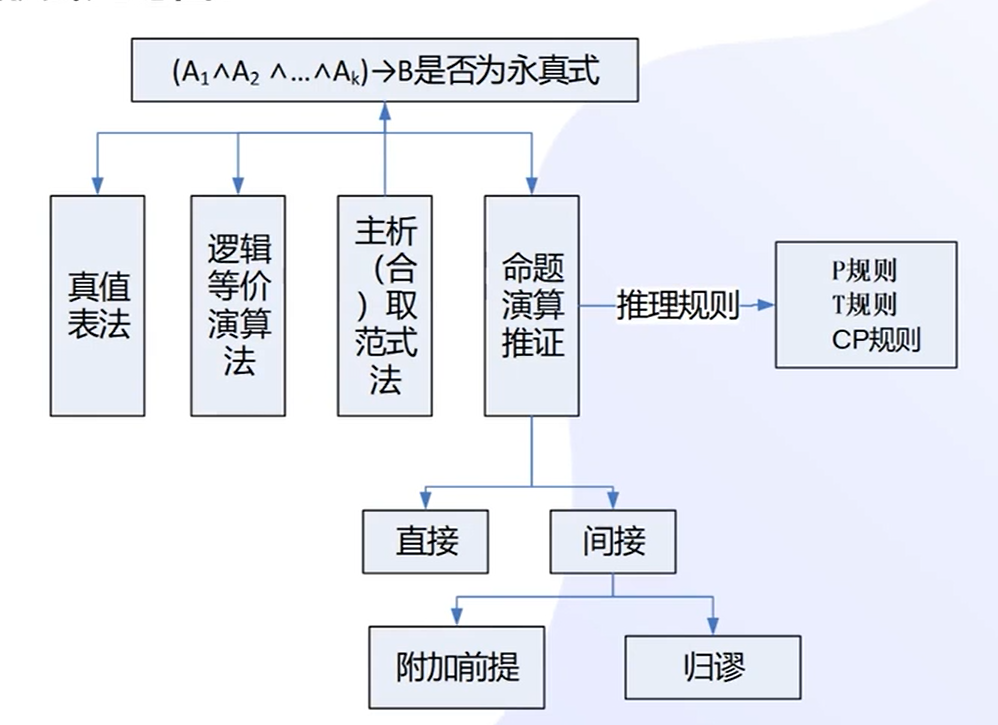 (A₁∧A₂ ∧…∧Aₖ)→B是否为永真式
真值
表法
逻辑
等价
演算
法
主析
（合
）取
范式
法
命题
演算
推证
推理规则
P规则
T规则
CP规则
直接
间接
附加前提
归谬